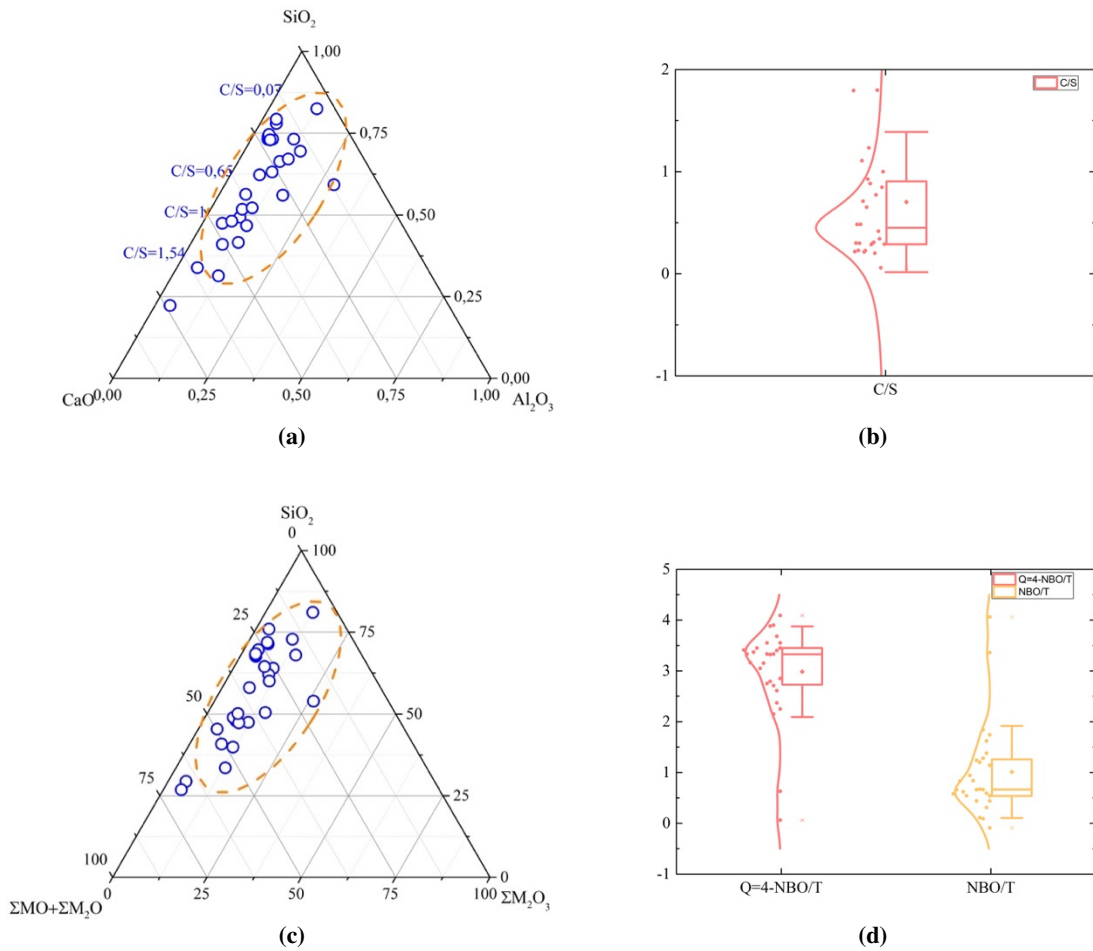 SiO₂
1,00
C/S=0,07
0,75
C/S=0,65
C/S=1
0,50
C/S=1,54
0,25
0,00
CaO
0,00
0,25
0,50
0,75
1,00
Al₂O₃
(a)
2
C/S
1
0
-1
C/S
(b)
SiO₂
0
100
25
75
50
50
75
25
100
0
ΣMO+ΣM₂O
0
25
50
75
100
ΣM₂O₃
(c)
5
Q=4-NBO/T
NBO/T
4
3
2
1
0
-1
Q=4-NBO/T
NBO/T
(d)